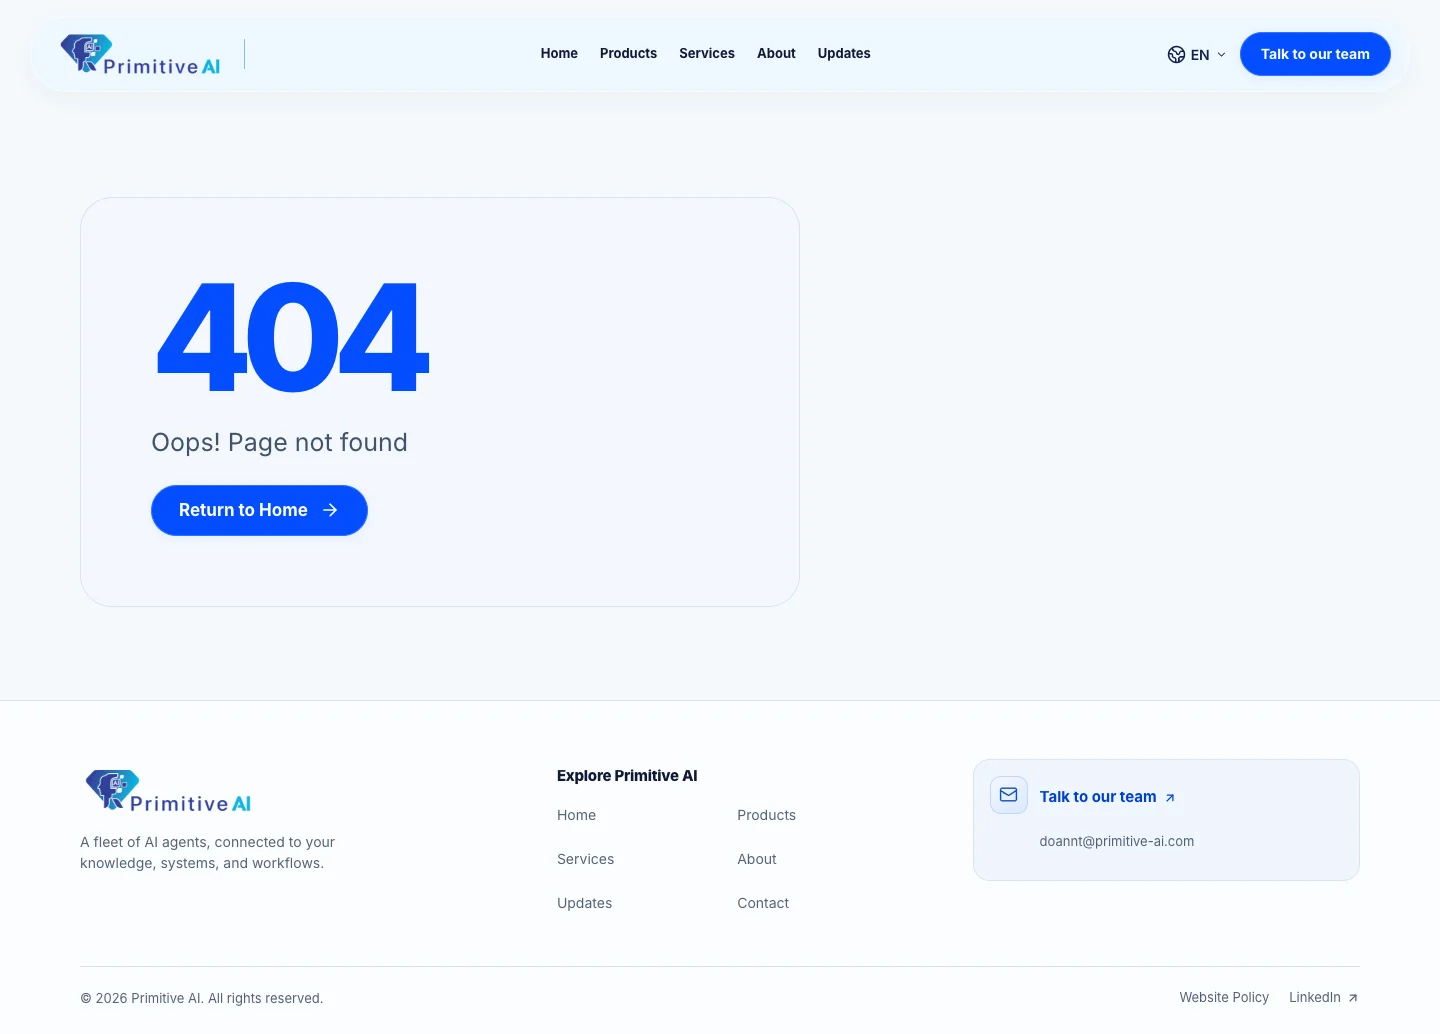 Primitive AI
Home
Products
Services
About
Updates
EN
Talk to our team
404
Oops! Page not found
Return to Home
Primitive AI
A fleet of AI agents, connected to your
knowledge, systems, and workflows.
Explore Primitive AI
Home
Products
Services
About
Updates
Contact
Talk to our team
doannt@primitive-ai.com
© 2026 Primitive AI. All rights reserved.
Website Policy
LinkedIn